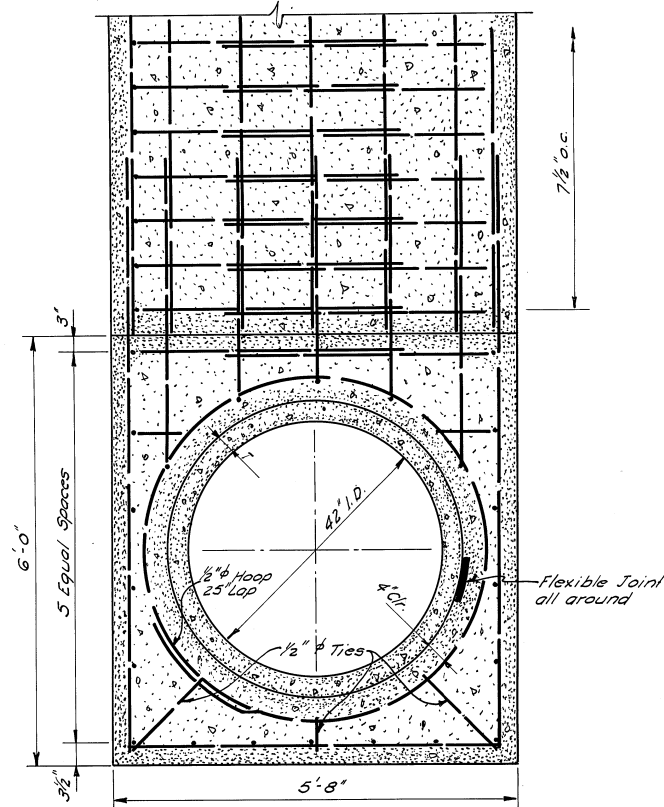 7½" o.c.
3"
6'-0"
5 Equal Spaces
T
42" I.D.
½" φ Hoop
25" Lap
4" Clr.
Flexible Joint
all around
½" φ Ties
3½"
5'-8"